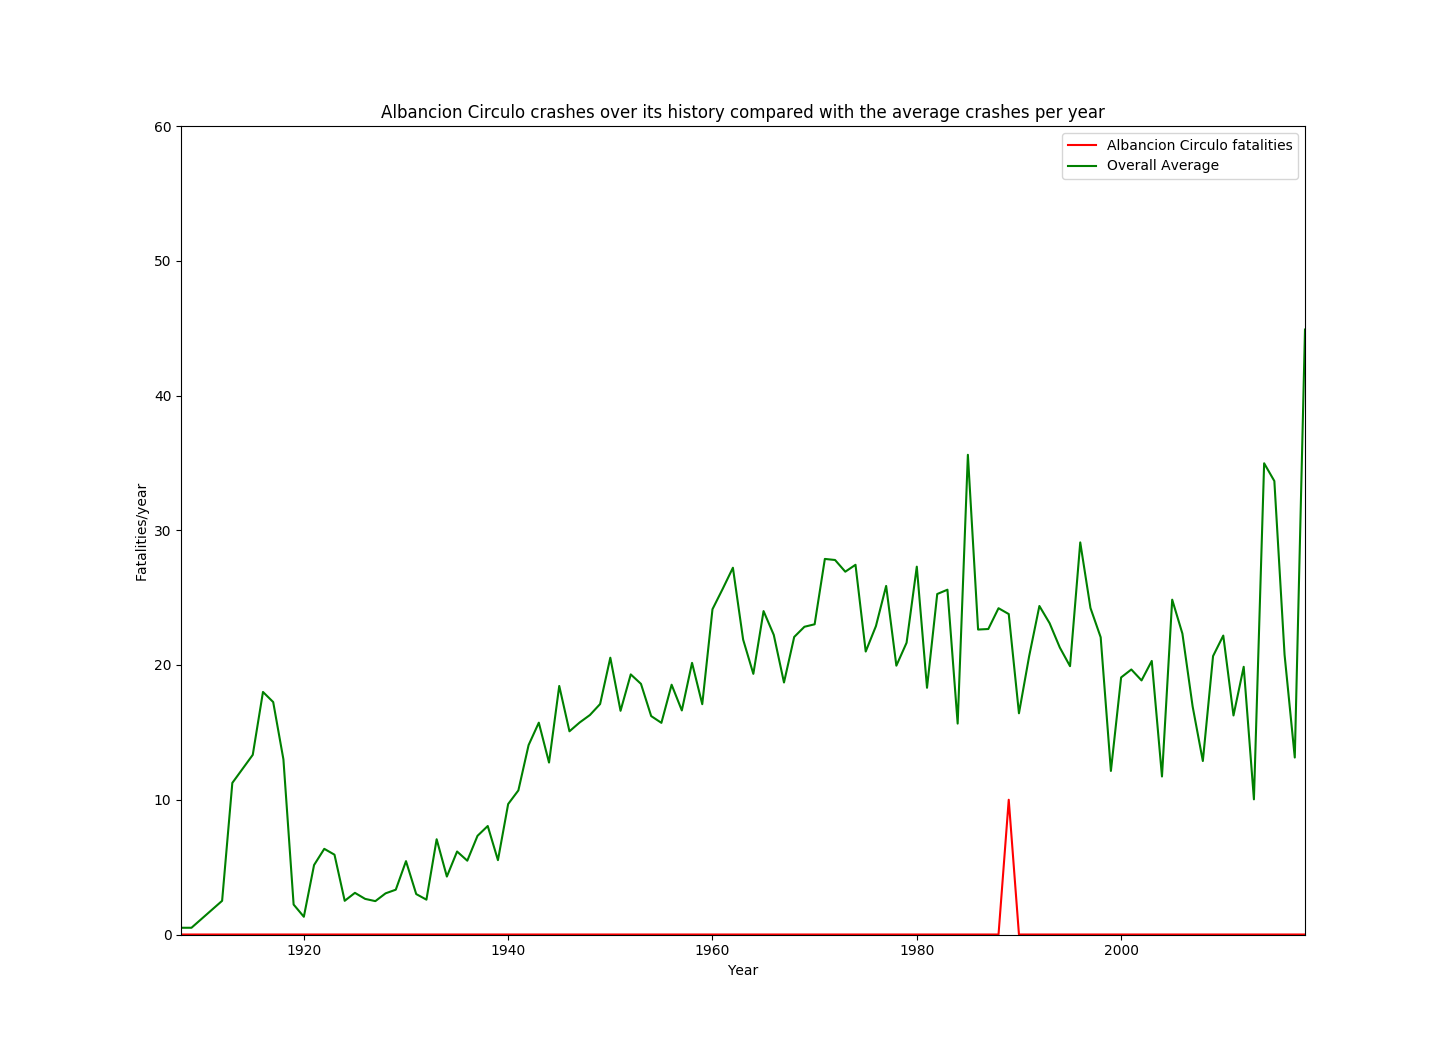 Albancion Circulo crashes over its history compared with the average crashes per year
60
Albancion Circulo fatalities
Overall Average
50
40
30
Fatalities/year
20
10
0
1920 1940 1960 1980 2000
Year